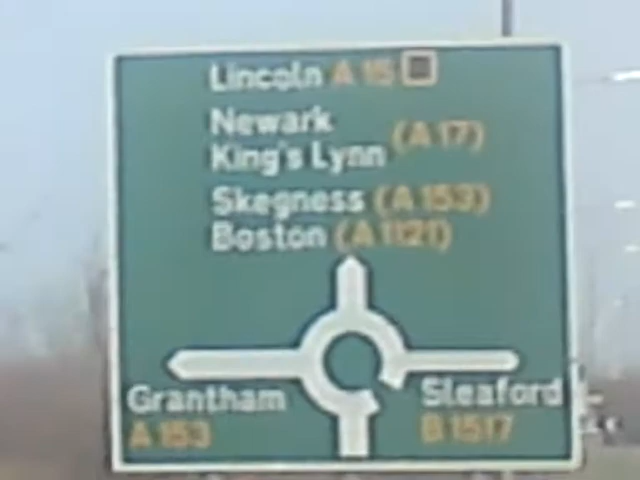 Lincoln A 15
Newark
King's Lynn (A 17)
Skegness (A 153)
Boston (A 1121)
Grantham
A 153
Sleaford
B 1517